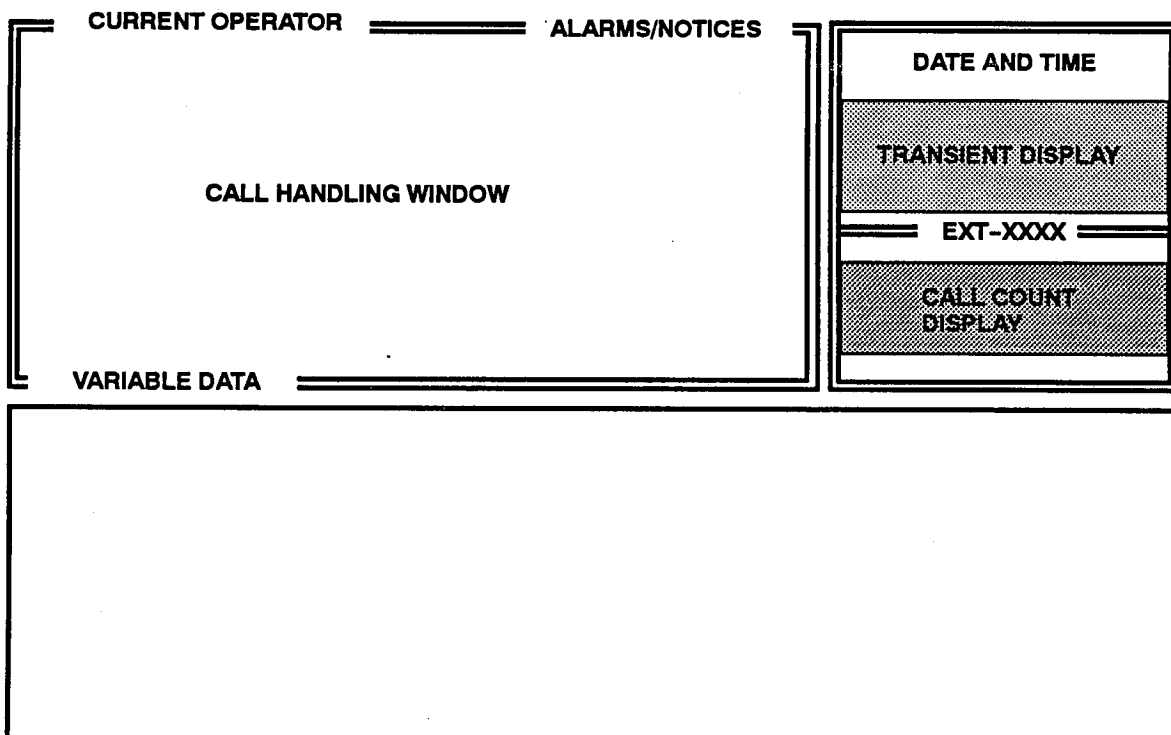 CURRENT OPERATOR
ALARMS/NOTICES
CALL HANDLING WINDOW
VARIABLE DATA
DATE AND TIME
TRANSIENT DISPLAY
EXT-XXXX
CALL COUNT
DISPLAY